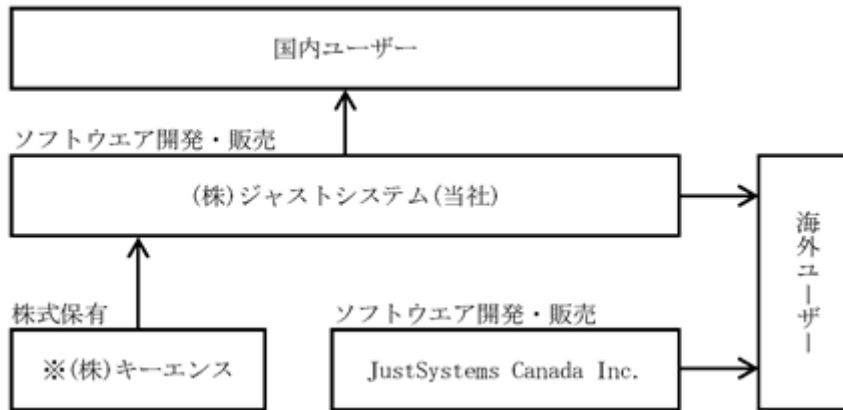 国内ユーザー
ソフトウエア開発・販売
(株)ジャストシステム(当社)
海外ユーザー
株式保有
ソフトウエア開発・販売
※(株)キーエンス
JustSystems Canada Inc.